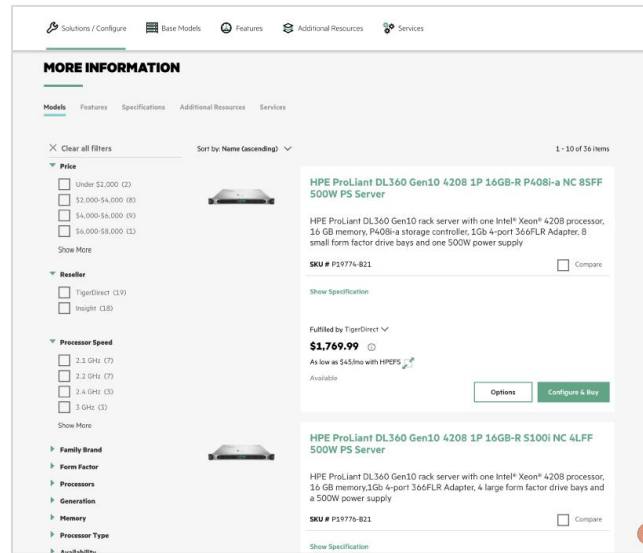 Solutions / Configure
Base Models
Features
Additional Resources
Services
MORE INFORMATION
Models
Features
Specifications
Additional Resources
Services
Clear all filters
Sort by: Name (ascending)
1 - 10 of 36 items
Price
Under $2,000 (2)
$2,000-$4,000 (8)
$4,000-$6,000 (9)
$6,000-$8,000 (1)
Show More
Reseller
TigerDirect (19)
Insight (18)
Processor Speed
2.1 GHz (7)
2.2 GHz (7)
2.4 GHz (3)
3 GHz (3)
Show More
Family Brand
Form Factor
Processors
Generation
Memory
Processor Type
Availability
HPE ProLiant DL360 Gen10 4208 1P 16GB-R P408i-a NC 8SFF
500W PS Server
HPE ProLiant DL360 Gen10 rack server with one Intel® Xeon® 4208 processor,
16 GB memory, P408i-a storage controller, 1Gb 4-port 366FLR Adapter, 8
small form factor drive bays and one 500W power supply
SKU # P19774-B21
Compare
Show Specification
Fulfilled by TigerDirect
$1,769.99
As low as $45/mo with HPEFS
Available
Options
Configure & Buy
HPE ProLiant DL360 Gen10 4208 1P 16GB-R S100i NC 4LFF
500W PS Server
HPE ProLiant DL360 Gen10 rack server with one Intel® Xeon® 4208 processor,
16 GB memory,1Gb 4-port 366FLR Adapter, 4 large form factor drive bays and
a 500W power supply
SKU # P19776-B21
Compare
Show Specification